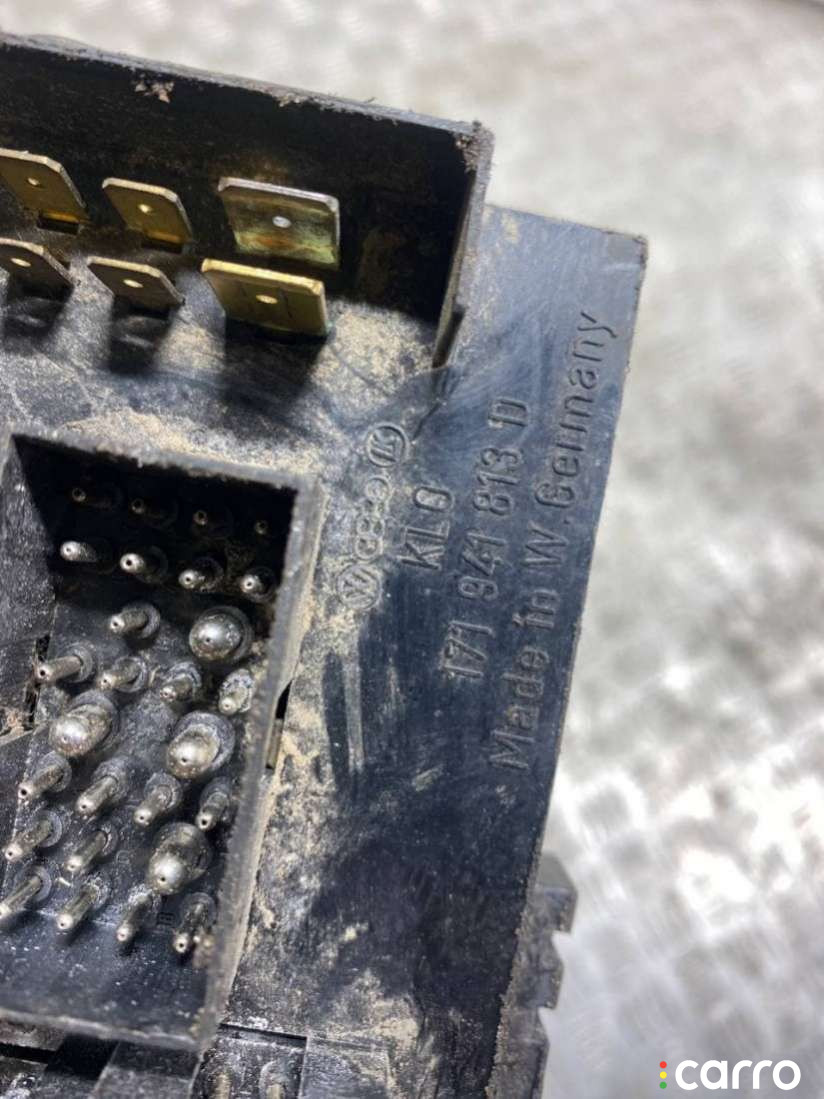 KLO
171 941 813 D
Made in W. Germany
carro